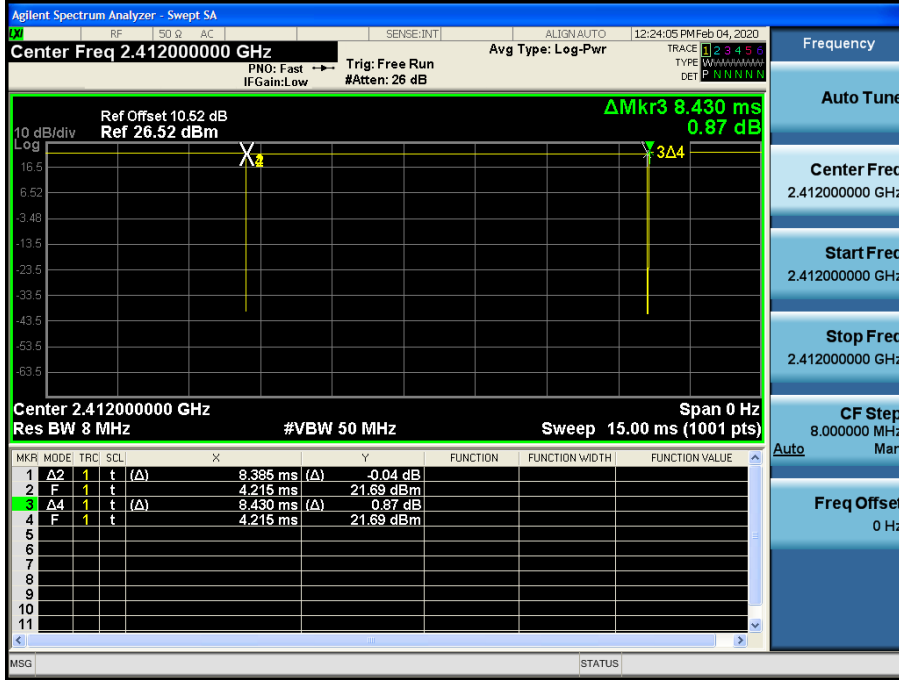 Agilent Spectrum Analyzer - Swept SA
LXI RF 50 Ω AC SENSE:INT ALIGN AUTO 12:24:05 PM Feb 04, 2020
Center Freq 2.412000000 GHz
PNO: Fast
IFGain:Low
Trig: Free Run
#Atten: 26 dB
Avg Type: Log-Pwr
TRACE 1 2 3 4 5 6
TYPE W
DET P N N N N N
Frequency
Auto Tune
Center Freq
2.412000000 GHz
Start Freq
2.412000000 GHz
Stop Freq
2.412000000 GHz
CF Step
8.000000 MHz
Auto Man
Freq Offset
0 Hz
ΔMkr3 8.430 ms
0.87 dB
Ref Offset 10.52 dB
10 dB/div Ref 26.52 dBm
Log
16.5
6.52
-3.48
-13.5
-23.5
-33.5
-43.5
-53.5
-63.5
3Δ4
Center 2.412000000 GHz Span 0 Hz
Res BW 8 MHz #VBW 50 MHz Sweep 15.00 ms (1001 pts)
MKR MODE TRC SCL X Y FUNCTION FUNCTION WIDTH FUNCTION VALUE
1 Δ2 1 t (Δ) 8.385 ms (Δ) -0.04 dB
2 F 1 t 4.215 ms 21.69 dBm
3 Δ4 1 t (Δ) 8.430 ms (Δ) 0.87 dB
4 F 1 t 4.215 ms 21.69 dBm
5
6
7
8
9
10
11
MSG STATUS